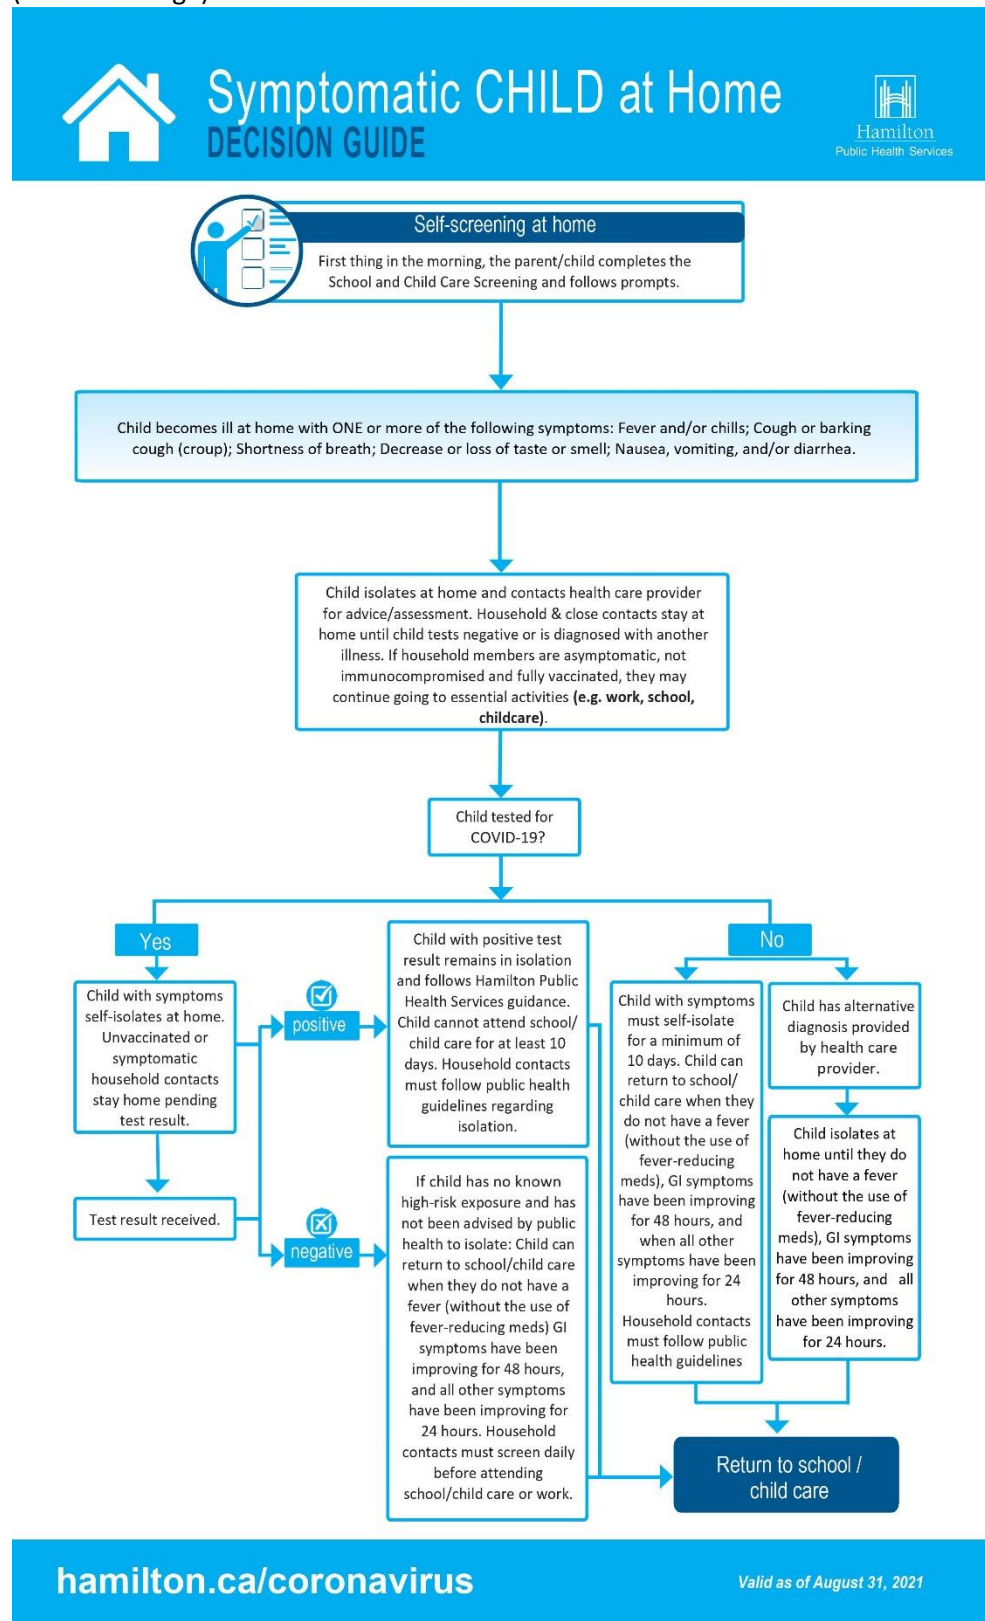 Symptomatic CHILD at Home
DECISION GUIDE
Hamilton
Public Health Services
Self-screening at home
First thing in the morning, the parent/child completes the
School and Child Care Screening and follows prompts.
Child becomes ill at home with ONE or more of the following symptoms: Fever and/or chills; Cough or barking
cough (croup); Shortness of breath; Decrease or loss of taste or smell; Nausea, vomiting, and/or diarrhea.
Child isolates at home and contacts health care provider
for advice/assessment. Household & close contacts stay at
home until child tests negative or is diagnosed with another
illness. If household members are asymptomatic, not
immunocompromised and fully vaccinated, they may
continue going to essential activities (e.g. work, school,
childcare).
Child tested for
COVID-19?
Yes
Child with symptoms
self-isolates at home.
Unvaccinated or
symptomatic
household contacts
stay home pending
test result.
Test result received.
positive
Child with positive test
result remains in isolation
and follows Hamilton Public
Health Services guidance.
Child cannot attend school/
child care for at least 10
days. Household contacts
must follow public health
guidelines regarding
isolation.
negative
If child has no known
high-risk exposure and has
not been advised by public
health to isolate: Child can
return to school/child care
when they do not have a
fever (without the use of
fever-reducing meds) GI
symptoms have been
improving for 48 hours,
and all other symptoms
have been improving for
24 hours. Household
contacts must screen daily
before attending
school/child care or work.
No
Child with symptoms
must self-isolate
for a minimum of
10 days. Child can
return to school/
child care when they
do not have a fever
(without the use of
fever-reducing
meds), GI symptoms
have been improving
for 48 hours, and
when all other
symptoms have been
improving for 24
hours.
Household contacts
must follow public
health guidelines
Child has alternative
diagnosis provided
by health care
provider.
Child isolates at
home until they do
not have a fever
(without the use of
fever-reducing
meds), GI symptoms
have been improving
for 48 hours, and all
other symptoms
have been improving
for 24 hours.
Return to school /
child care
hamilton.ca/coronavirus
Valid as of August 31, 2021